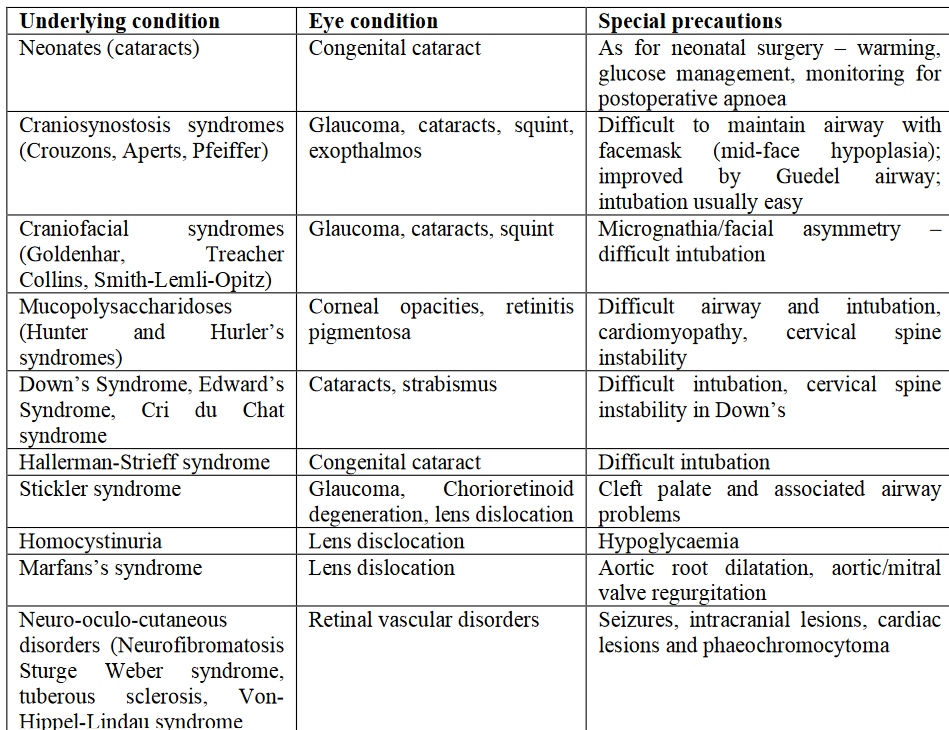 Underlying condition
Eye condition
Special precautions
Neonates (cataracts)
Congenital cataract
As for neonatal surgery – warming,
glucose management, monitoring for
postoperative apnoea
Craniosynostosis syndromes
(Crouzons, Aperts, Pfeiffer)
Glaucoma, cataracts, squint,
exopthalmos
Difficult to maintain airway with
facemask (mid-face hypoplasia);
improved by Guedel airway;
intubation usually easy
Craniofacial syndromes
(Goldenhar, Treacher
Collins, Smith-Lemli-Opitz)
Glaucoma, cataracts, squint
Micrognathia/facial asymmetry –
difficult intubation
Mucopolysaccharidoses
(Hunter and Hurler’s
syndromes)
Corneal opacities, retinitis
pigmentosa
Difficult airway and intubation,
cardiomyopathy, cervical spine
instability
Down’s Syndrome, Edward’s
Syndrome, Cri du Chat
syndrome
Cataracts, strabismus
Difficult intubation, cervical spine
instability in Down’s
Hallerman-Strieff syndrome
Congenital cataract
Difficult intubation
Stickler syndrome
Glaucoma, Chorioretinoid
degeneration, lens dislocation
Cleft palate and associated airway
problems
Homocystinuria
Lens disclocation
Hypoglycaemia
Marfans’s syndrome
Lens dislocation
Aortic root dilatation, aortic/mitral
valve regurgitation
Neuro-oculo-cutaneous
disorders (Neurofibromatosis
Sturge Weber syndrome,
tuberous sclerosis, Von-
Hippel-Lindau syndrome
Retinal vascular disorders
Seizures, intracranial lesions, cardiac
lesions and phaeochromocytoma